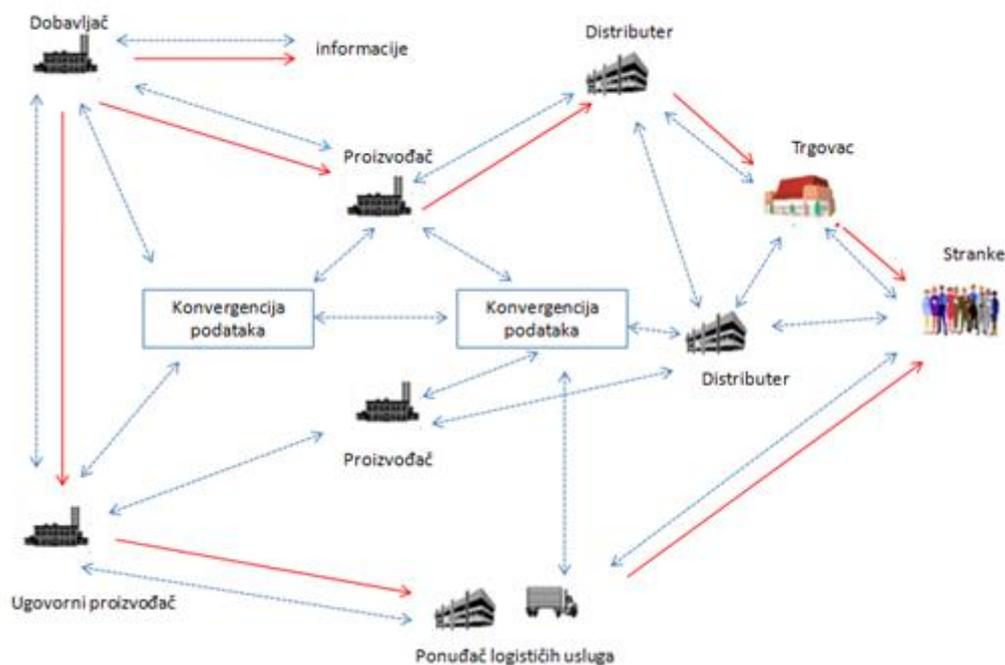 Dobavljač
informacije
Distributer
Proizvođač
Trgovac
Stranke
Konvergencija
podataka
Konvergencija
podataka
Distributer
Proizvođač
Ugovorni proizvođač
Ponuđač logističih usluga